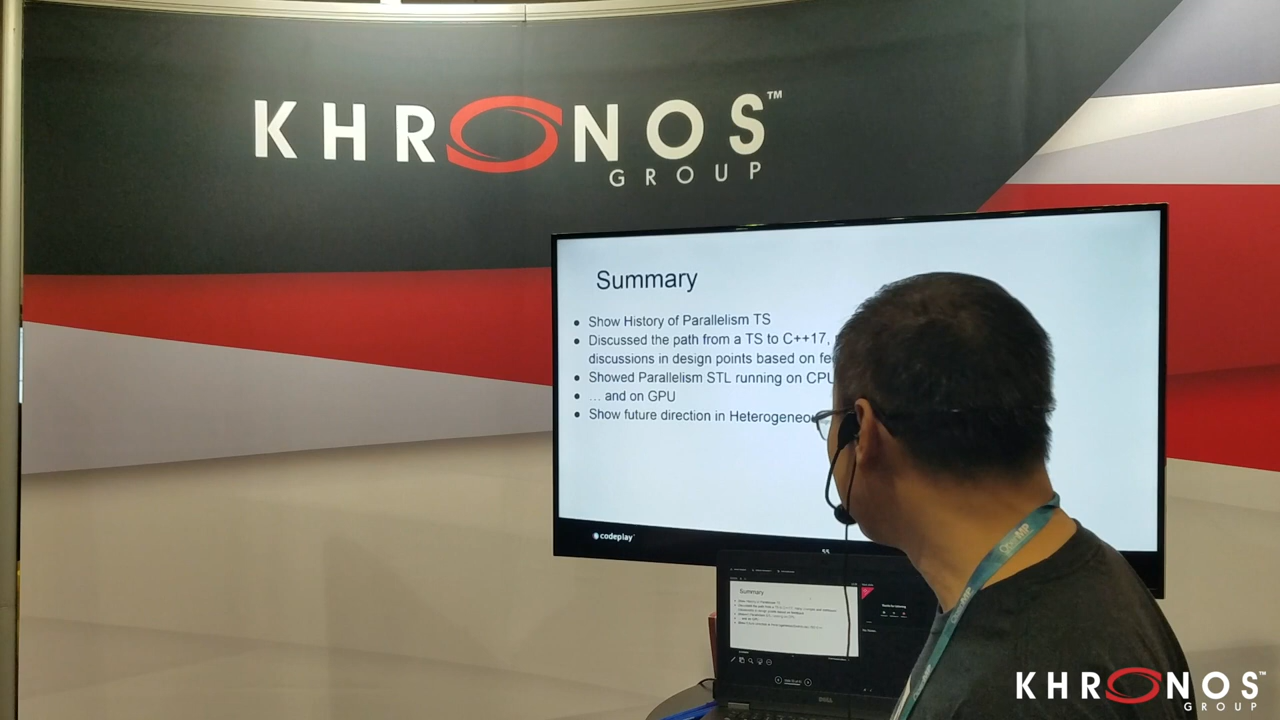 KHRONOS™
GROUP
Summary
• Show History of Parallelism TS
• Discussed the path from a TS to C++17,
discussions in design points based on
• Showed Parallelism STL running on CPU
• … and on GPU
• Show future direction in
codeplay
55
Summary
DELL
OpenMP
KHRONOS™
GROUP